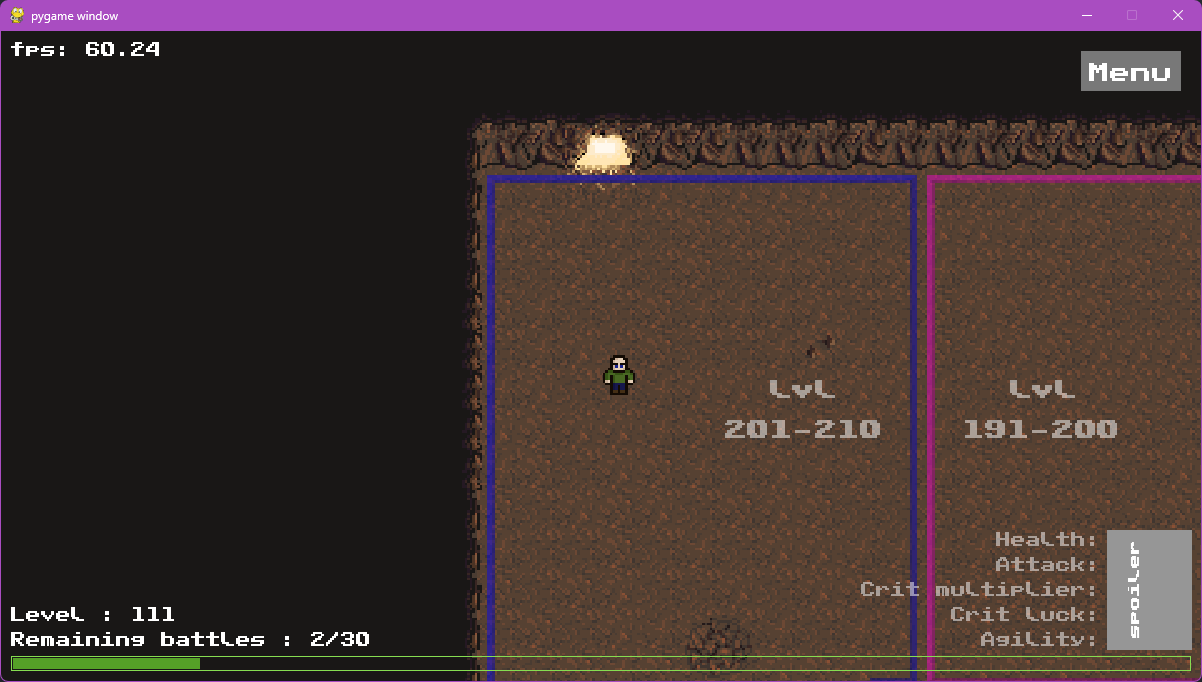 pygame window
fps: 60.24
Menu
Lvl
201-210
Lvl
191-200
Health:
Attack:
Crit multiplier:
Crit luck:
Agility:
spoiler
Level : 111
Remaining battles : 2/30